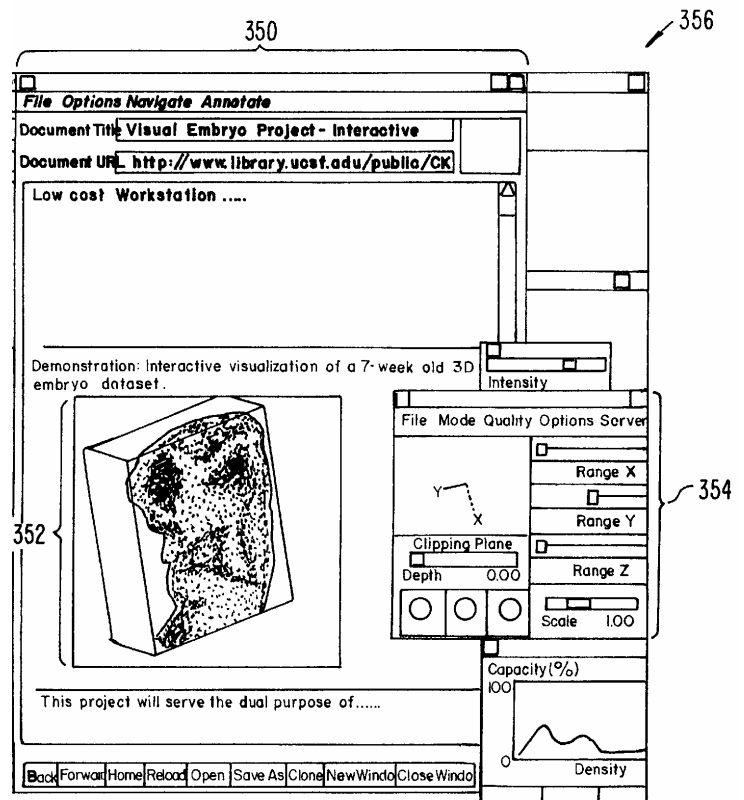 350
356
File Options Navigate Annotate
Document Title Visual Embryo Project - Interactive
Document URL http://www.library.ucsf.edu/public/CK
Low cost Workstation .....
Demonstration: Interactive visualization of a 7-week old 3D
embryo dataset.
Intensity
File Mode Quality Options Server
Range X
Y
X
Range Y
354
352
Clipping Plane
Depth 0.00
Range Z
Scale 1.00
Capacity (%)
100
0
Density
This project will serve the dual purpose of......
Back Forward Home Reload Open Save As Clone New Windo Close Windo